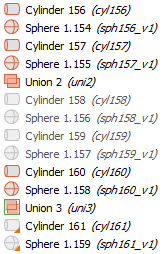 Cylinder 156 (cyl156)
Sphere 1.154 (sph156_v1)
Cylinder 157 (cyl157)
Sphere 1.155 (sph157_v1)
Union 2 (uni2)
Cylinder 158 (cyl158)
Sphere 1.156 (sph158_v1)
Cylinder 159 (cyl159)
Sphere 1.157 (sph159_v1)
Cylinder 160 (cyl160)
Sphere 1.158 (sph160_v1)
Union 3 (uni3)
Cylinder 161 (cyl161)
Sphere 1.159 (sph161_v1)